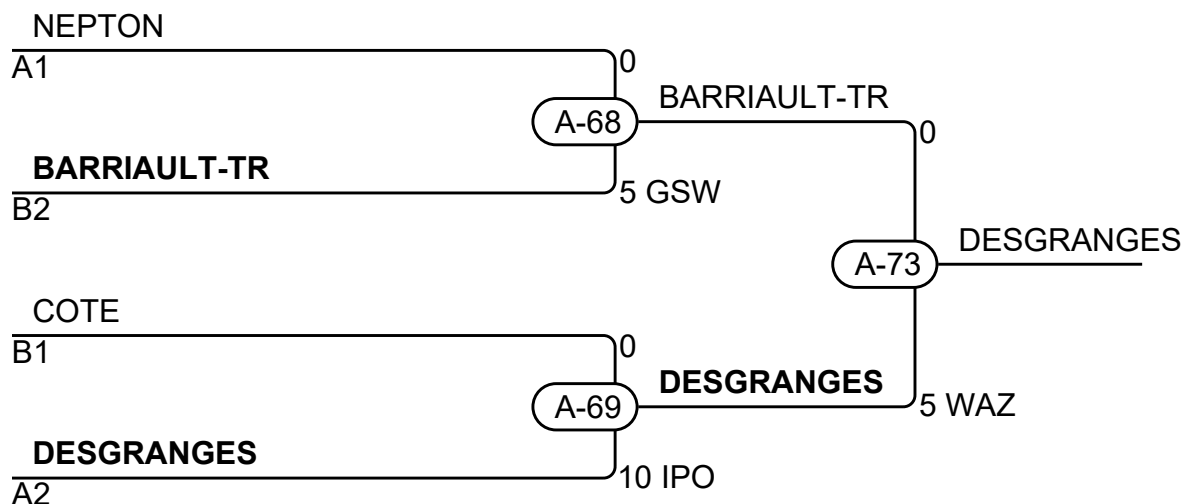 NEPTON
A1
0
A-68
BARRIAULT-TR
0
BARRIAULT-TR
B2
5 GSW
A-73
DESGRANGES
COTE
B1
0
A-69
DESGRANGES
5 WAZ
DESGRANGES
A2
10 IPO